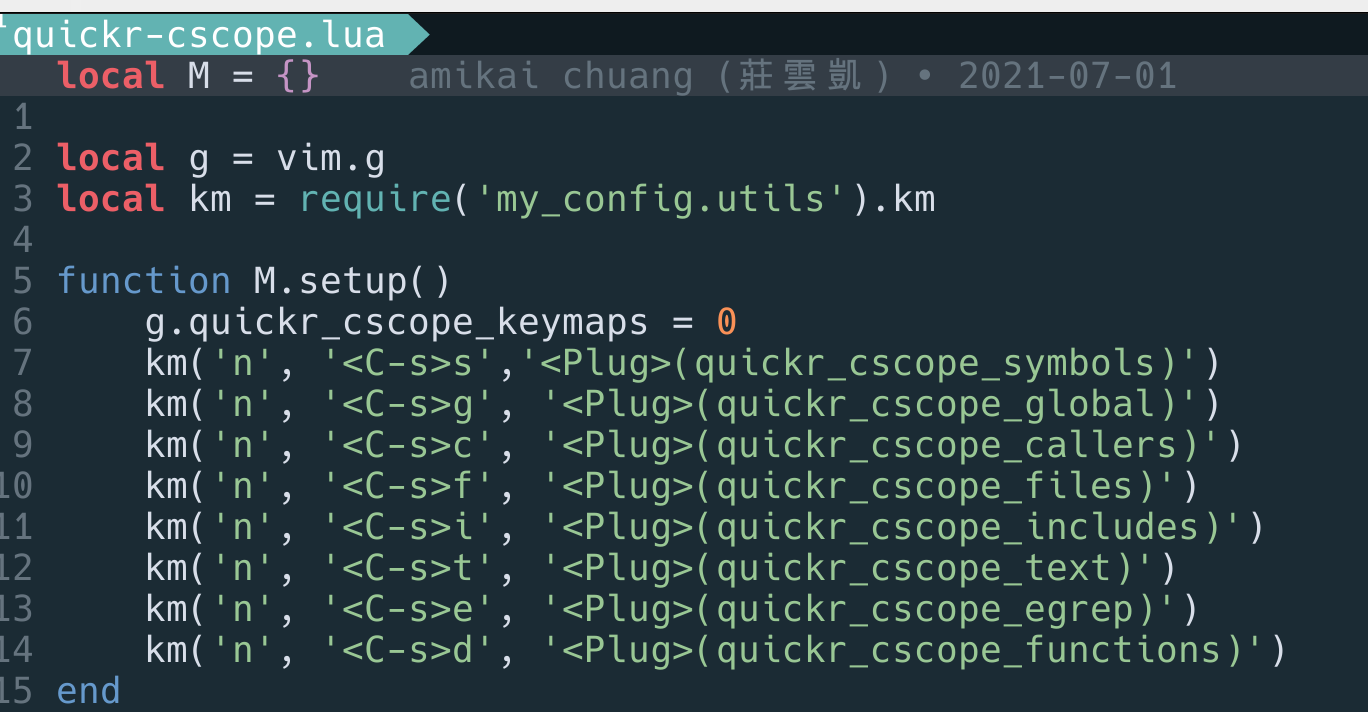 quickr-cscope.lua
local M = {}    amikai chuang (莊雲凱) • 2021-07-01
1
2 local g = vim.g
3 local km = require('my_config.utils').km
4
5 function M.setup()
6     g.quickr_cscope_keymaps = 0
7     km('n', '<C-s>s','<Plug>(quickr_cscope_symbols)')
8     km('n', '<C-s>g', '<Plug>(quickr_cscope_global)')
9     km('n', '<C-s>c', '<Plug>(quickr_cscope_callers)')
10     km('n', '<C-s>f', '<Plug>(quickr_cscope_files)')
11     km('n', '<C-s>i', '<Plug>(quickr_cscope_includes)')
12     km('n', '<C-s>t', '<Plug>(quickr_cscope_text)')
13     km('n', '<C-s>e', '<Plug>(quickr_cscope_egrep)')
14     km('n', '<C-s>d', '<Plug>(quickr_cscope_functions)')
15 end